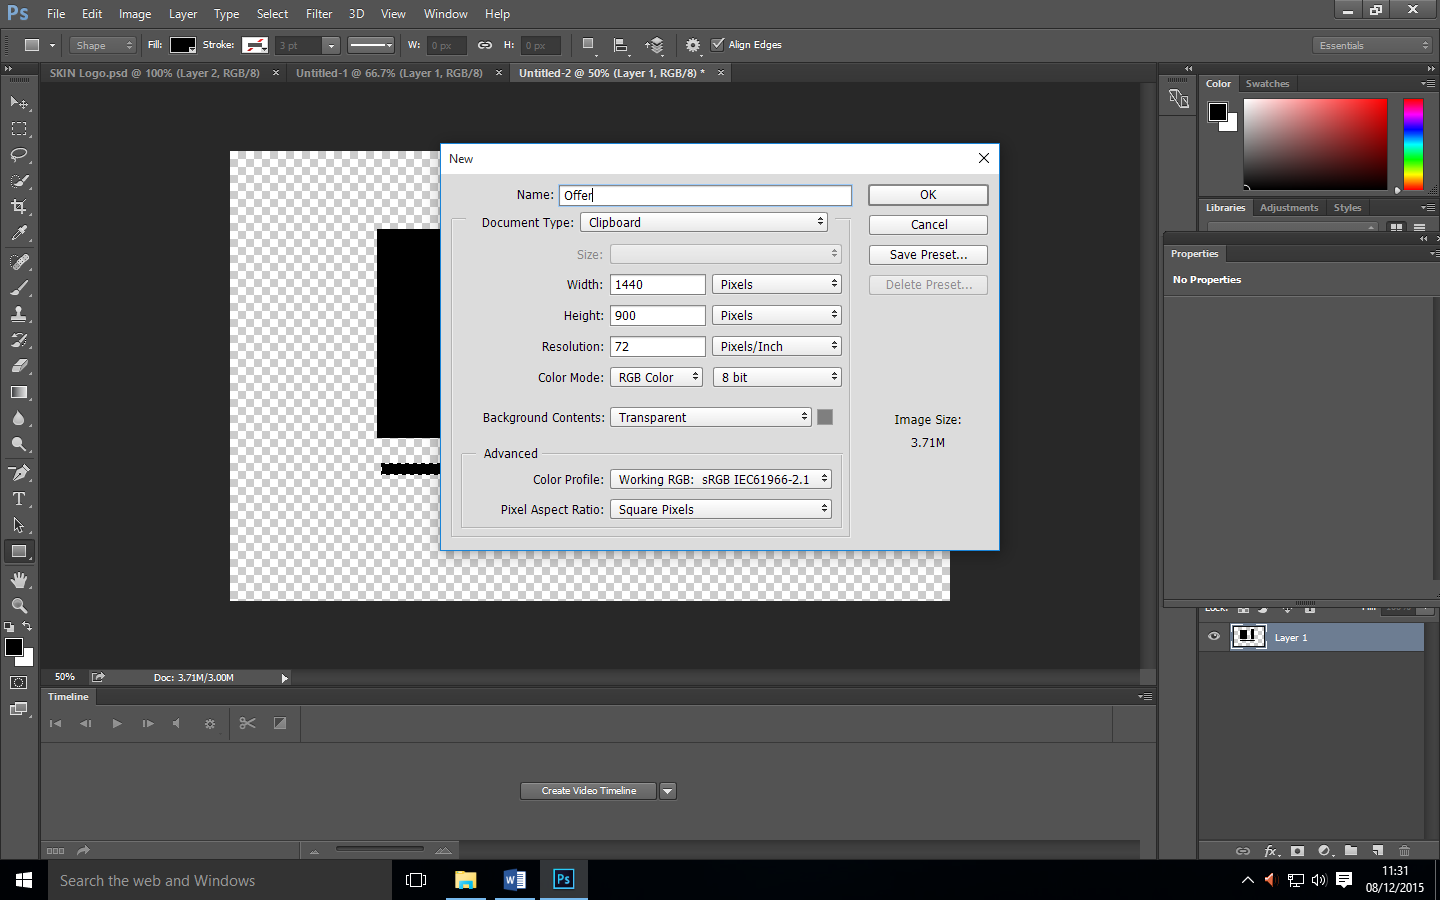 Ps File Edit Image Layer Type Select Filter 3D View Window Help
Shape Fill: Stroke: 3 pt W: 0 px H: 0 px Align Edges Essentials
SKIN Logo.psd @ 100% (Layer 2, RGB/8) × Untitled-1 @ 66.7% (Layer 1, RGB/8) × Untitled-2 @ 50% (Layer 1, RGB/8) * ×
Color Swatches
New
Name: Offer OK
Document Type: Clipboard Cancel
Size: Save Preset...
Width: 1440 Pixels Delete Preset...
Height: 900 Pixels
Resolution: 72 Pixels/Inch
Color Mode: RGB Color 8 bit
Background Contents: Transparent
Image Size:
3.71M
Advanced
Color Profile: Working RGB: sRGB IEC61966-2.1
Pixel Aspect Ratio: Square Pixels
Libraries Adjustments Styles
Properties
No Properties
Lock:
Layer 1
fx
50% Doc: 3.71M/3.00M
Timeline
Create Video Timeline
Search the web and Windows
Ps
11:31
08/12/2015